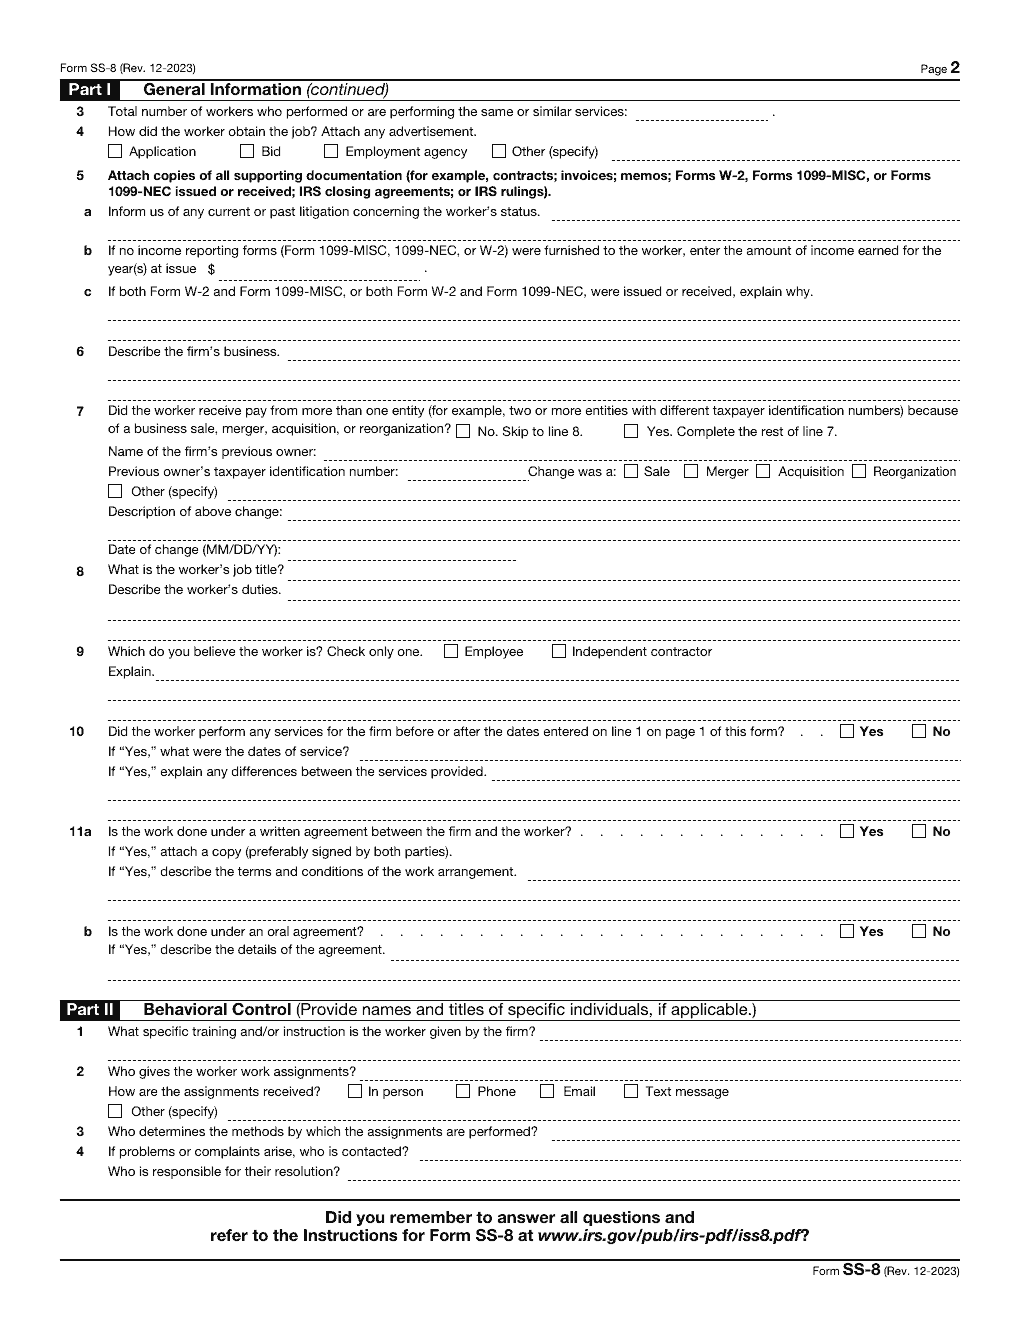 Form SS-8 (Rev. 12-2023) Page 2
Part I General Information (continued)
3 Total number of workers who performed or are performing the same or similar services: .
4 How did the worker obtain the job? Attach any advertisement.
Application Bid Employment agency Other (specify)
5 Attach copies of all supporting documentation (for example, contracts; invoices; memos; Forms W-2, Forms 1099-MISC, or Forms
1099-NEC issued or received; IRS closing agreements; or IRS rulings).
a Inform us of any current or past litigation concerning the worker's status.
b If no income reporting forms (Form 1099-MISC, 1099-NEC, or W-2) were furnished to the worker, enter the amount of income earned for the
year(s) at issue $ .
c If both Form W-2 and Form 1099-MISC, or both Form W-2 and Form 1099-NEC, were issued or received, explain why.
6 Describe the firm's business.
7 Did the worker receive pay from more than one entity (for example, two or more entities with different taxpayer identification numbers) because
of a business sale, merger, acquisition, or reorganization? No. Skip to line 8. Yes. Complete the rest of line 7.
Name of the firm's previous owner:
Previous owner's taxpayer identification number: Change was a: Sale Merger Acquisition Reorganization
Other (specify)
Description of above change:
Date of change (MM/DD/YY):
8 What is the worker's job title?
Describe the worker's duties.
9 Which do you believe the worker is? Check only one. Employee Independent contractor
Explain.
10 Did the worker perform any services for the firm before or after the dates entered on line 1 on page 1 of this form? . . Yes No
If "Yes," what were the dates of service?
If "Yes," explain any differences between the services provided.
11a Is the work done under a written agreement between the firm and the worker? . . . . . . . . . . . . . Yes No
If "Yes," attach a copy (preferably signed by both parties).
If "Yes," describe the terms and conditions of the work arrangement.
b Is the work done under an oral agreement? . . . . . . . . . . . . . . . . . . . . . . . Yes No
If "Yes," describe the details of the agreement.
Part II Behavioral Control (Provide names and titles of specific individuals, if applicable.)
1 What specific training and/or instruction is the worker given by the firm?
2 Who gives the worker work assignments?
How are the assignments received? In person Phone Email Text message
Other (specify)
3 Who determines the methods by which the assignments are performed?
4 If problems or complaints arise, who is contacted?
Who is responsible for their resolution?
Did you remember to answer all questions and
refer to the Instructions for Form SS-8 at www.irs.gov/pub/irs-pdf/iss8.pdf?
Form SS-8 (Rev. 12-2023)